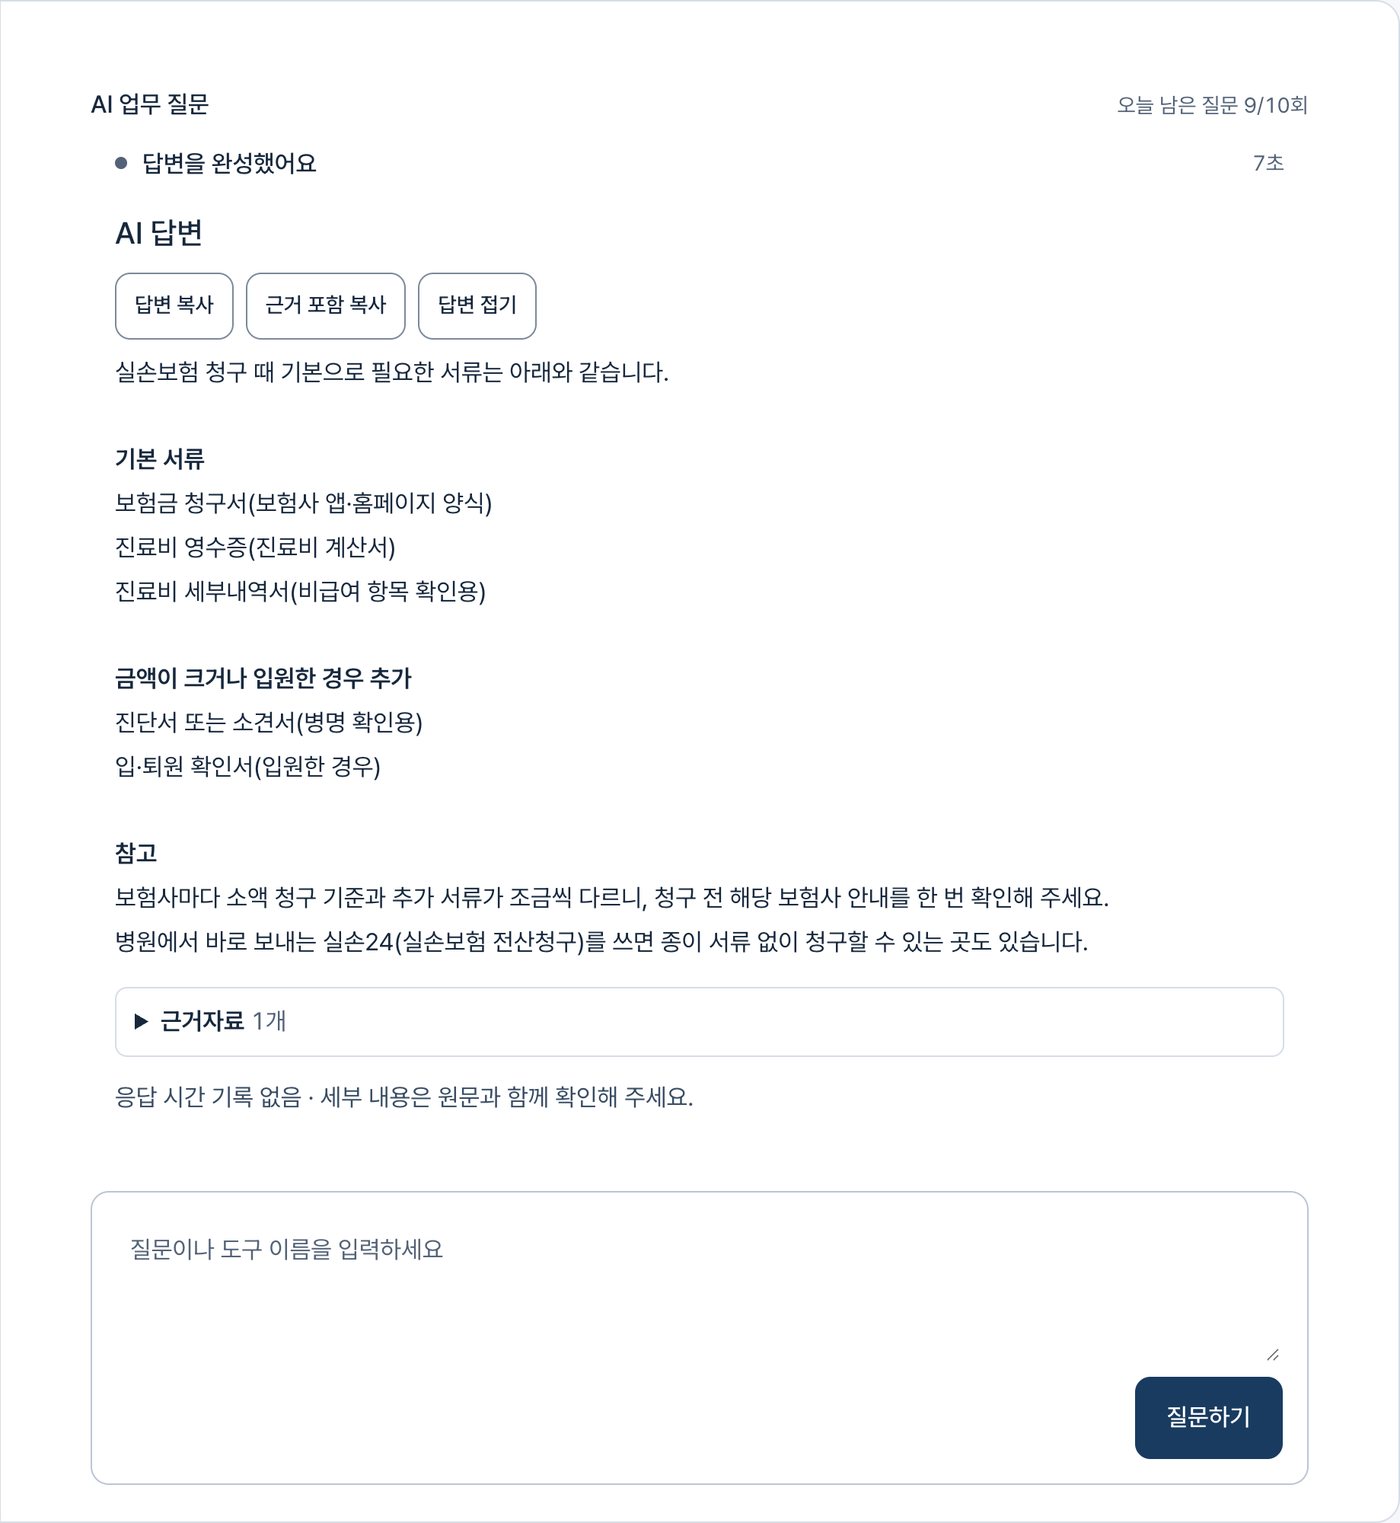 AI 업무 질문
오늘 남은 질문 9/10회
답변을 완성했어요
7초
AI 답변
답변 복사
근거 포함 복사
답변 접기
실손보험 청구 때 기본으로 필요한 서류는 아래와 같습니다.
기본 서류
보험금 청구서(보험사 앱·홈페이지 양식)
진료비 영수증(진료비 계산서)
진료비 세부내역서(비급여 항목 확인용)
금액이 크거나 입원한 경우 추가
진단서 또는 소견서(병명 확인용)
입·퇴원 확인서(입원한 경우)
참고
보험사마다 소액 청구 기준과 추가 서류가 조금씩 다르니, 청구 전 해당 보험사 안내를 한 번 확인해 주세요.
병원에서 바로 보내는 실손24(실손보험 전산청구)를 쓰면 종이 서류 없이 청구할 수 있는 곳도 있습니다.
▶ 근거자료 1개
응답 시간 기록 없음 · 세부 내용은 원문과 함께 확인해 주세요.
질문이나 도구 이름을 입력하세요
질문하기